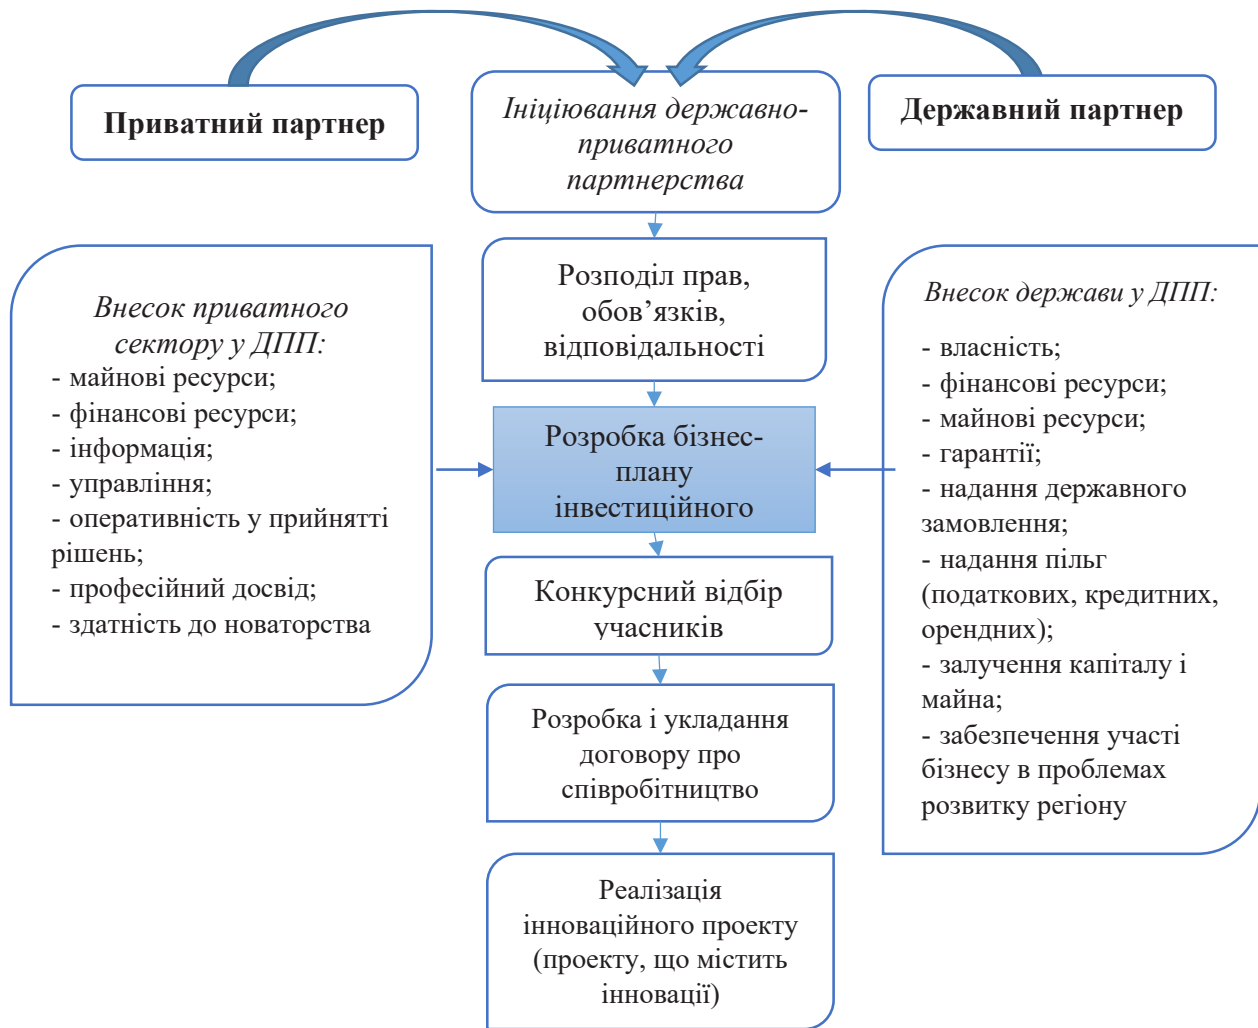 Приватний партнер
Ініціювання державно-
приватного
партнерства
Державний партнер
Розподіл прав,
обов’язків,
відповідальності
Внесок приватного
сектору у ДПП:
- майнові ресурси;
- фінансові ресурси;
- інформація;
- управління;
- оперативність у прийнятті
рішень;
- професійний досвід;
- здатність до новаторства
Розробка бізнес-
плану
інвестиційного
Внесок держави у ДПП:
- власність;
- фінансові ресурси;
- майнові ресурси;
- гарантії;
- надання державного
замовлення;
- надання пільг
(податкових, кредитних,
орендних);
- залучення капіталу і
майна;
- забезпечення участі
бізнесу в проблемах
розвитку регіону
Конкурсний відбір
учасників
Розробка і укладання
договору про
співробітництво
Реалізація
інноваційного проекту
(проекту, що містить
інновації)